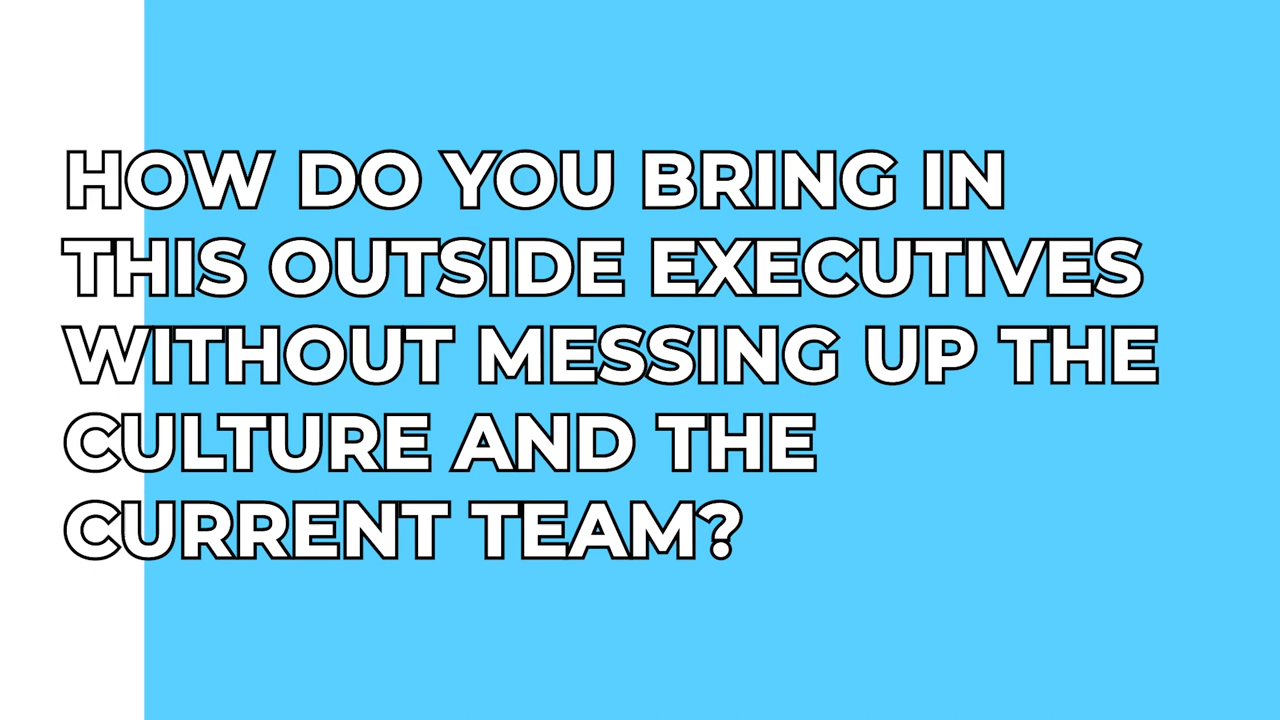 HOW DO YOU BRING IN
THIS OUTSIDE EXECUTIVES
WITHOUT MESSING UP THE
CULTURE AND THE
CURRENT TEAM?